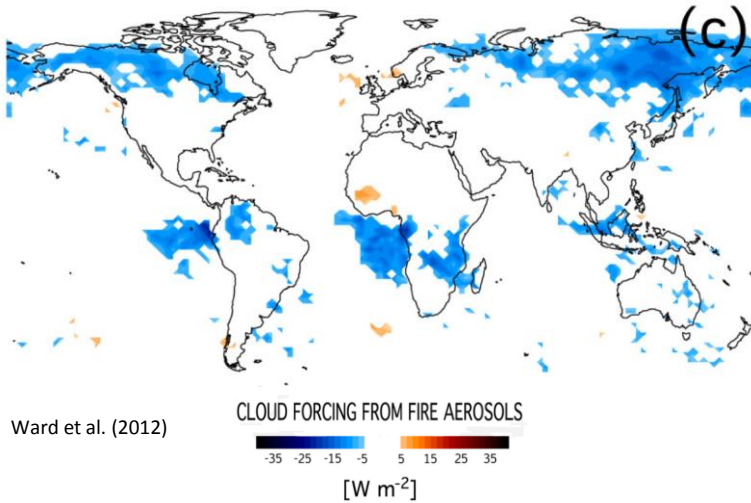 (c)
CLOUD FORCING FROM FIRE AEROSOLS
Ward et al. (2012)
-35 -25 -15 -5 5 15 25 35
[W m⁻²]